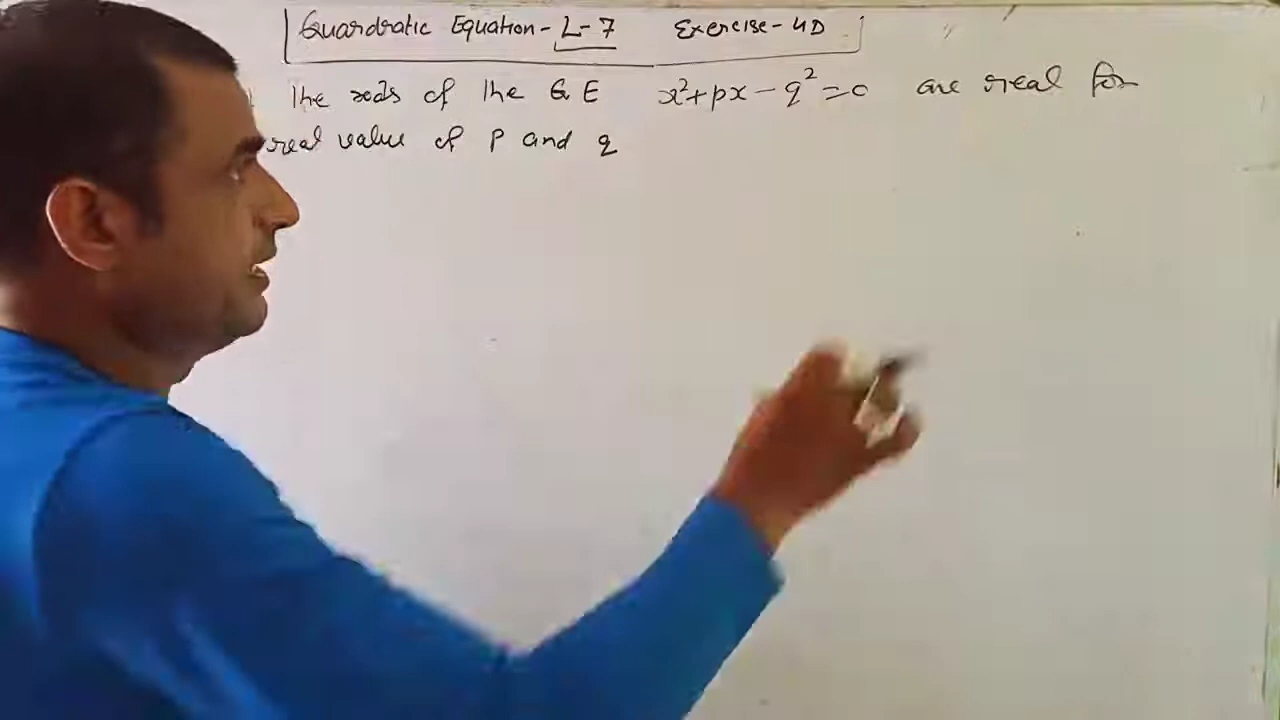 Quardratic Equation - L-7 Exercise - 4D
The roots of the Q E x²+px-q²=0 are real for
real value of P and q